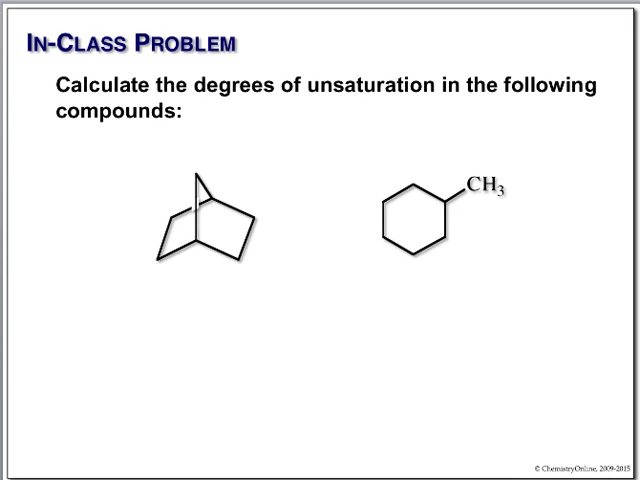 IN-CLASS PROBLEM
Calculate the degrees of unsaturation in the following
compounds:
CH3
© ChemistryOnline, 2009-2015